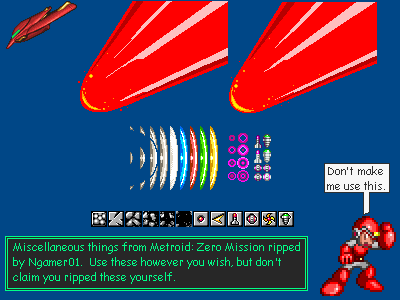 Don't make
me use this.
Miscellaneous things from Metroid: Zero Mission ripped
by Ngamer01.  Use these however you wish, but don't
claim you ripped these yourself.